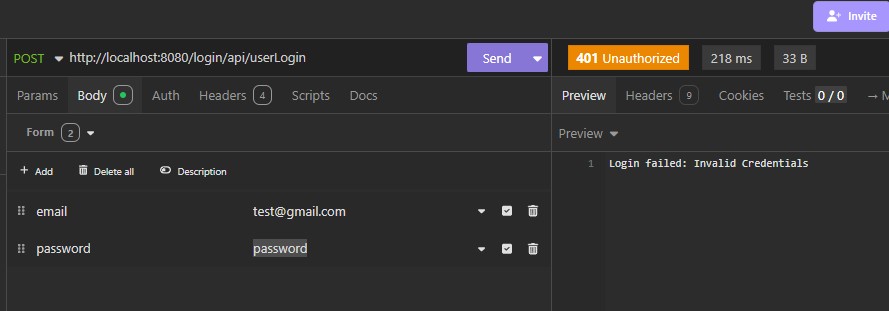 Invite
POST http://localhost:8080/login/api/userLogin Send
401 Unauthorized 218 ms 33 B
Params Body Auth Headers 4 Scripts Docs
Preview Headers 9 Cookies Tests 0 / 0 → M
Form 2
Preview
+ Add Delete all Description
1 Login failed: Invalid Credentials
email test@gmail.com
password password